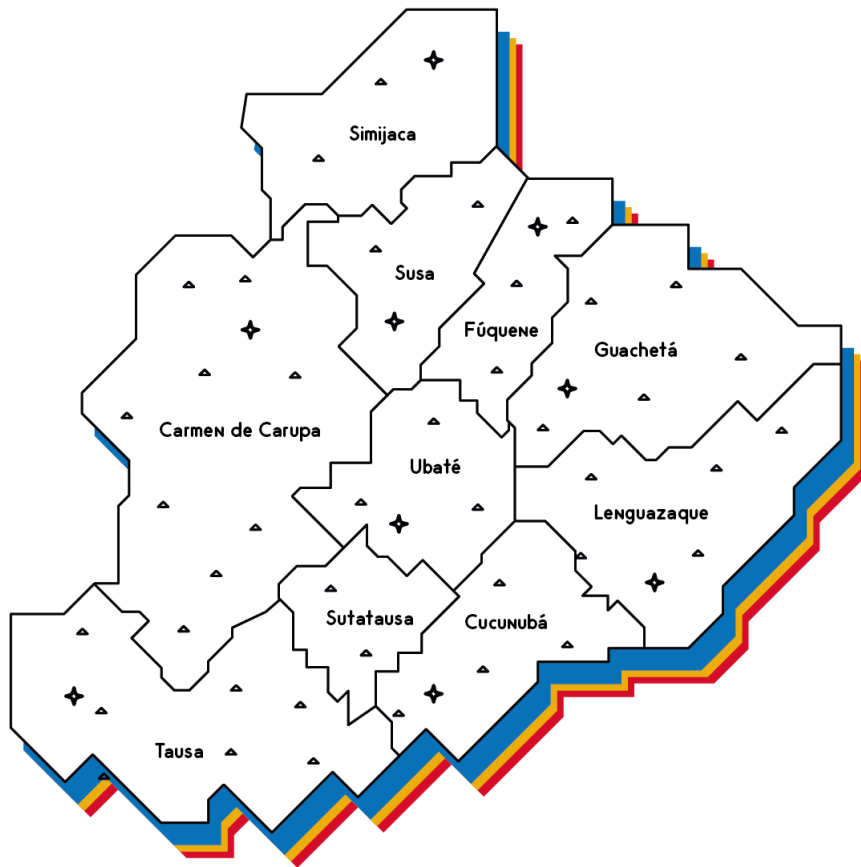 Simijaca
Susa
Fúquene
Guachetá
Carmen de Carupa
Ubaté
Lenguazaque
Sutatausa
Cucunubá
Tausa